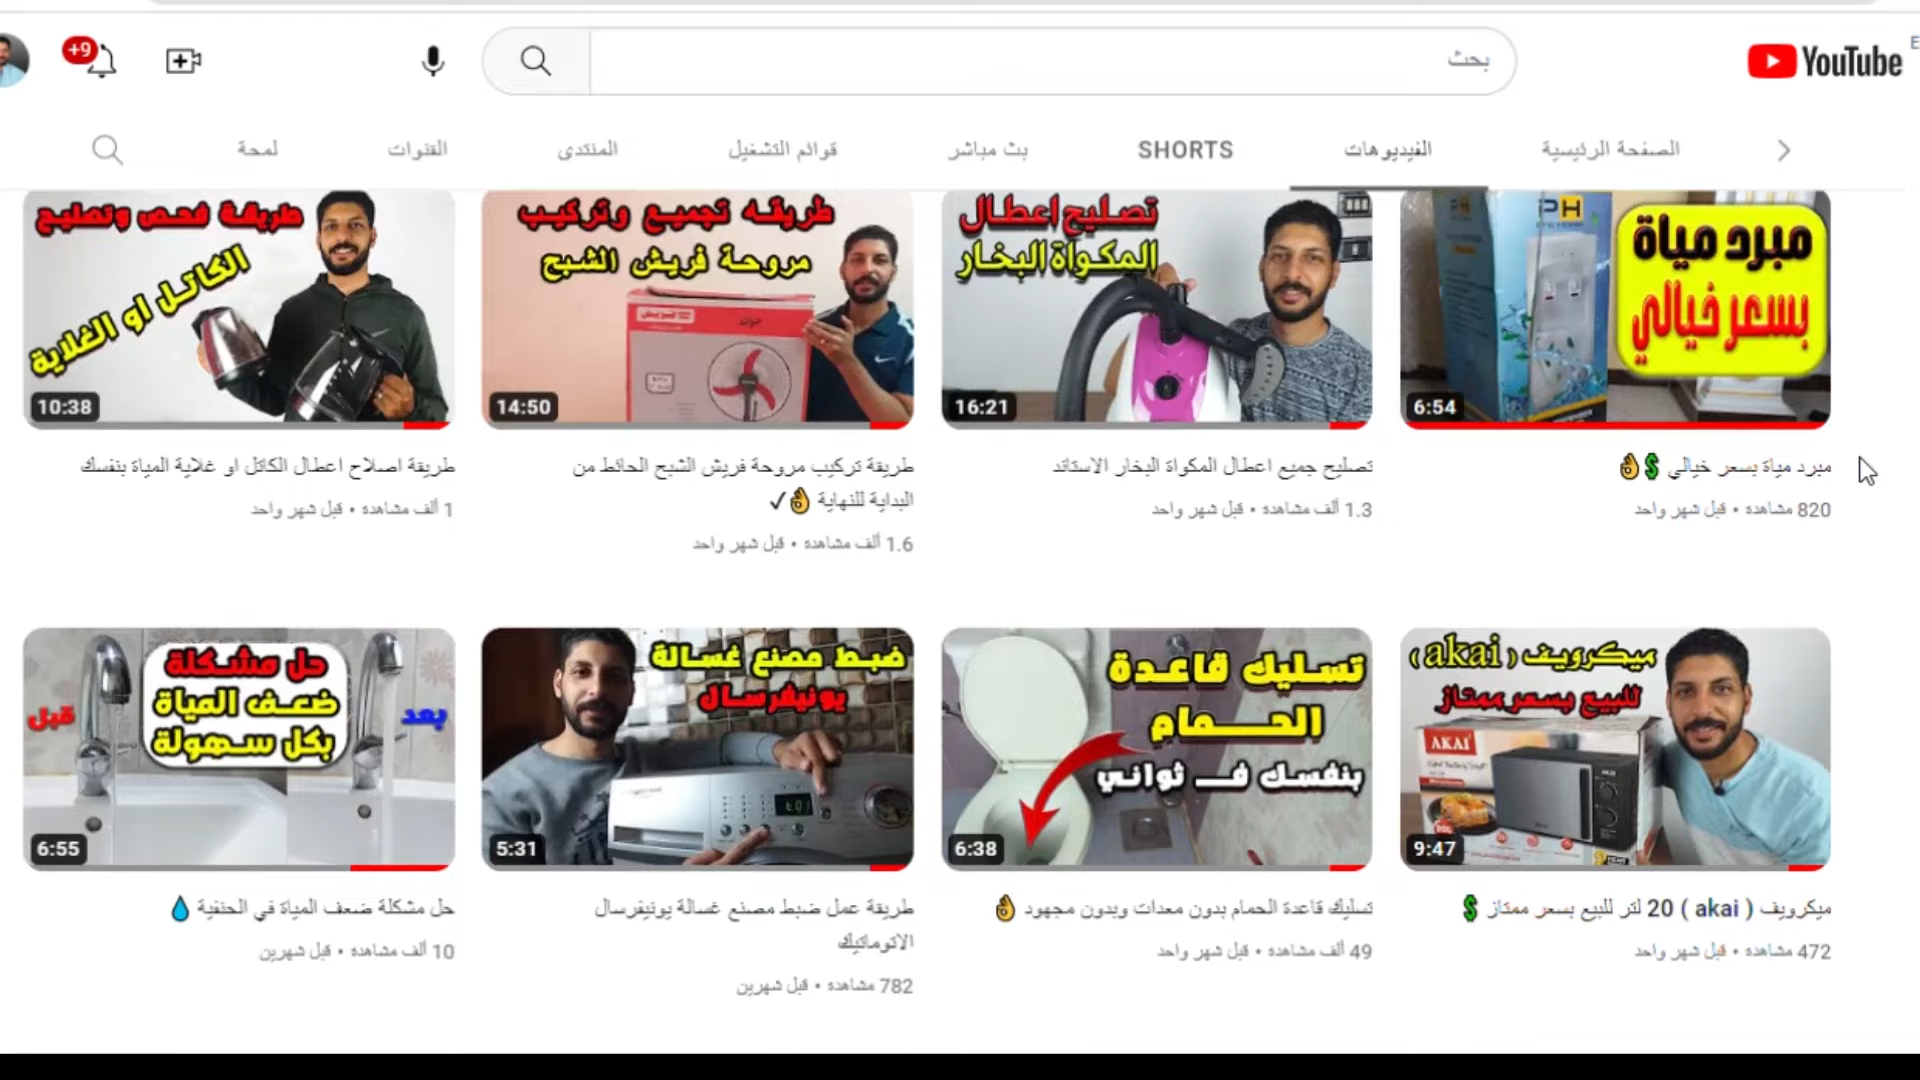 +9
بحث
YouTube
الصفحة الرئيسية
الفيديوهات
SHORTS
بث مباشر
قوائم التشغيل
المنتدى
القنوات
لمحة
PH
مبرد مياة
بسعر خيالي
6:54
مبرد مياة بسعر خيالي 💲👌
820 مشاهدة • قبل شهر واحد
تصليح اعطال
المكواة البخار
16:21
تصليح جميع اعطال المكواة البخار الاستاند
1.3 ألف مشاهدة • قبل شهر واحد
طريقه تجميع وتركيب
مروحة فريش الشبح
فريش
14:50
طريقة تركيب مروحة فريش الشبح الحائط من
البداية للنهاية 👌✓
1.6 ألف مشاهدة • قبل شهر واحد
طريقة فحص وتصليح
الكاتل او الغلاية
10:38
طريقة اصلاح اعطال الكاتل او غلاية المياة بنفسك
1 ألف مشاهدة • قبل شهر واحد
ميكرويف ( akai )
للبيع بسعر ممتاز
AKAI
9:47
ميكرويف ( akai ) 20 لتر للبيع بسعر ممتاز 💲
472 مشاهدة • قبل شهر واحد
تسليك قاعدة
الحمام
بنفسك فـ ثواني
6:38
تسليك قاعدة الحمام بدون معدات وبدون مجهود 👌
49 ألف مشاهدة • قبل شهر واحد
ضبط مصنع غسالة
يونيفرسال
5:31
طريقة عمل ضبط مصنع غسالة يونيفرسال
الاتوماتيك
782 مشاهدة • قبل شهرين
حل مشكلة
ضعف المياة
بكل سهولة
قبل
بعد
6:55
حل مشكلة ضعف المياة في الحنفية 💧
10 ألف مشاهدة • قبل شهرين